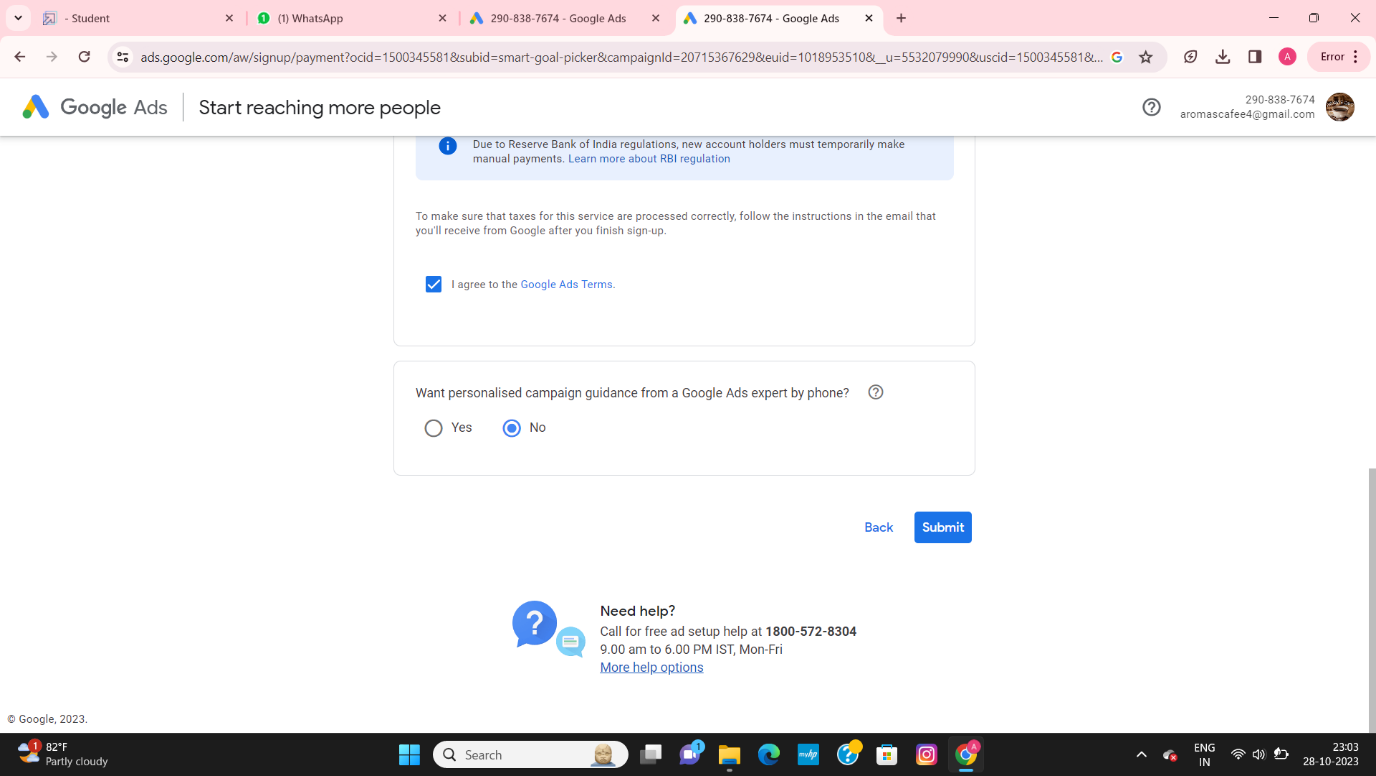 - Student
(1) WhatsApp
290-838-7674 - Google Ads
290-838-7674 - Google Ads
ads.google.com/aw/signup/payment?ocid=1500345581&subid=smart-goal-picker&campaignId=20715367629&euid=1018953510&__u=5532079990&uscid=1500345581&...
A
Error
Google Ads
Start reaching more people
290-838-7674
aromascafee4@gmail.com
Due to Reserve Bank of India regulations, new account holders must temporarily make
manual payments. Learn more about RBI regulation
To make sure that taxes for this service are processed correctly, follow the instructions in the email that
you'll receive from Google after you finish sign-up.
I agree to the Google Ads Terms.
Want personalised campaign guidance from a Google Ads expert by phone?
Yes
No
Back
Submit
Need help?
Call for free ad setup help at 1800-572-8304
9.00 am to 6.00 PM IST, Mon-Fri
More help options
© Google, 2023.
1
82°F
Partly cloudy
Search
1
myhp
A
ENG
IN
23:03
28-10-2023